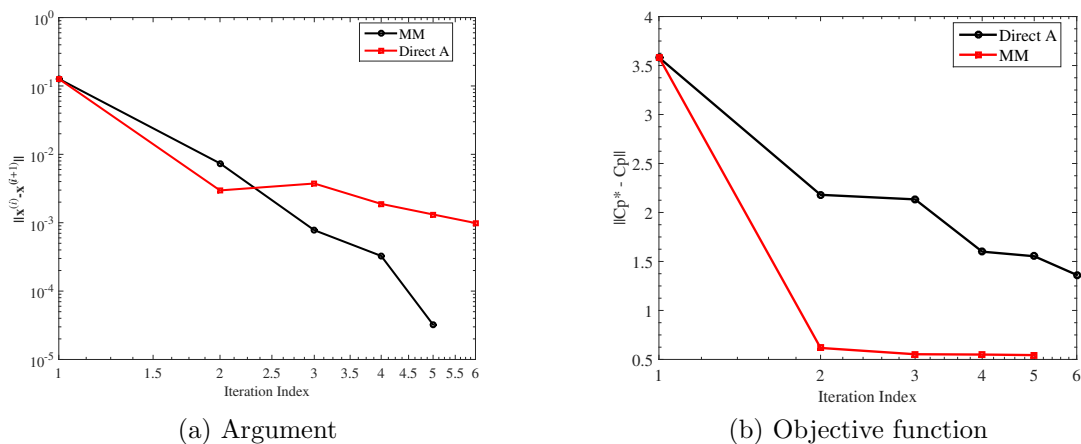 10^0
10^-1
10^-2
10^-3
10^-4
10^-5
||x^(i)-x^(i+1)||
MM
Direct A
1 1.5 2 2.5 3 3.5 4 4.5 5 5.5 6
Iteration Index
(a) Argument
4
3.5
3
2.5
2
1.5
1
0.5
||Cp* - Cp||
Direct A
MM
1 2 3 4 5 6
Iteration Index
(b) Objective function